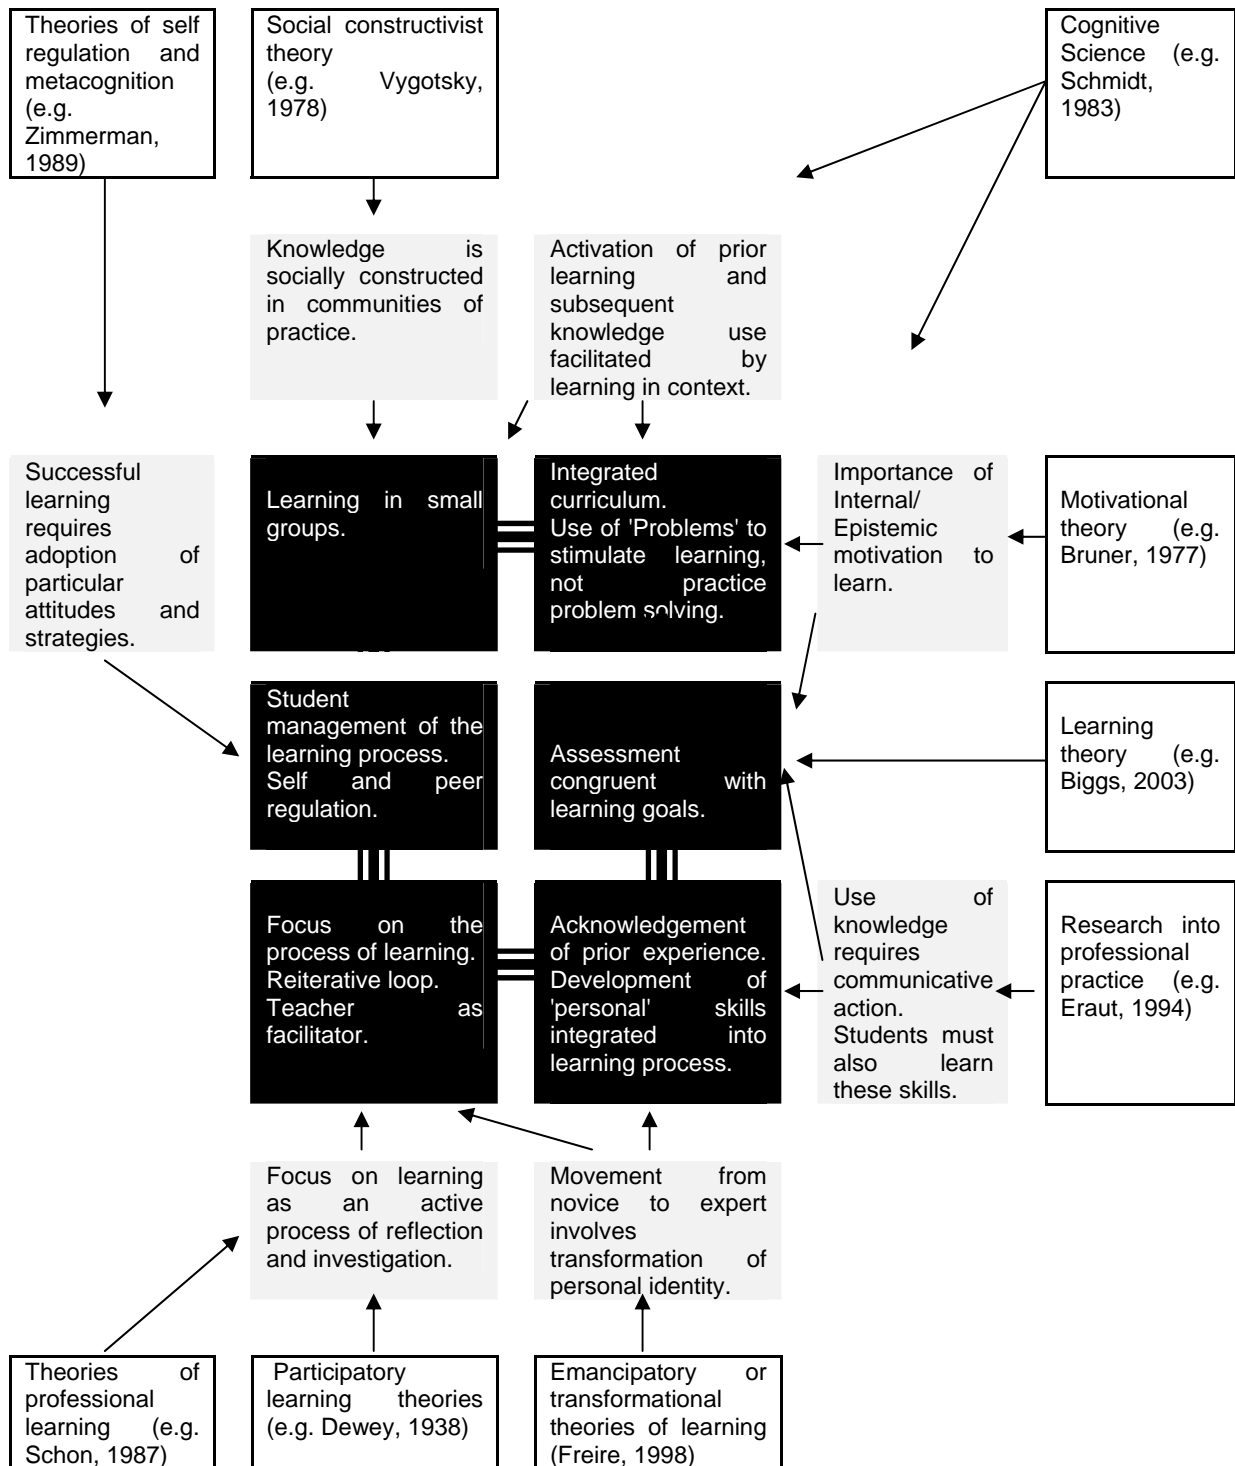 Theories of self
regulation and
metacognition
(e.g.
Zimmerman,
1989)
Social constructivist
theory
(e.g. Vygotsky,
1978)
Cognitive
Science (e.g.
Schmidt,
1983)
Knowledge is
socially constructed
in communities of
practice.
Activation of prior
learning and
subsequent
knowledge use
facilitated by
learning in context.
Successful
learning
requires
adoption of
particular
attitudes and
strategies.
Learning in small
groups.
Integrated
curriculum.
Use of 'Problems' to
stimulate learning,
not practice
problem solving.
Importance of
Internal/
Epistemic
motivation to
learn.
Motivational
theory (e.g.
Bruner, 1977)
Student
management of the
learning process.
Self and peer
regulation.
Assessment
congruent with
learning goals.
Learning
theory (e.g.
Biggs, 2003)
Focus on the
process of learning.
Reiterative loop.
Teacher as
facilitator.
Acknowledgement
of prior experience.
Development of
'personal' skills
integrated into
learning process.
Use of
knowledge
requires
communicative
action.
Students must
also learn
these skills.
Research into
professional
practice (e.g.
Eraut, 1994)
Focus on learning
as an active
process of reflection
and investigation.
Movement from
novice to expert
involves
transformation of
personal identity.
Theories of
professional
learning (e.g.
Schon, 1987)
Participatory
learning theories
(e.g. Dewey, 1938)
Emancipatory or
transformational
theories of learning
(Freire, 1998)